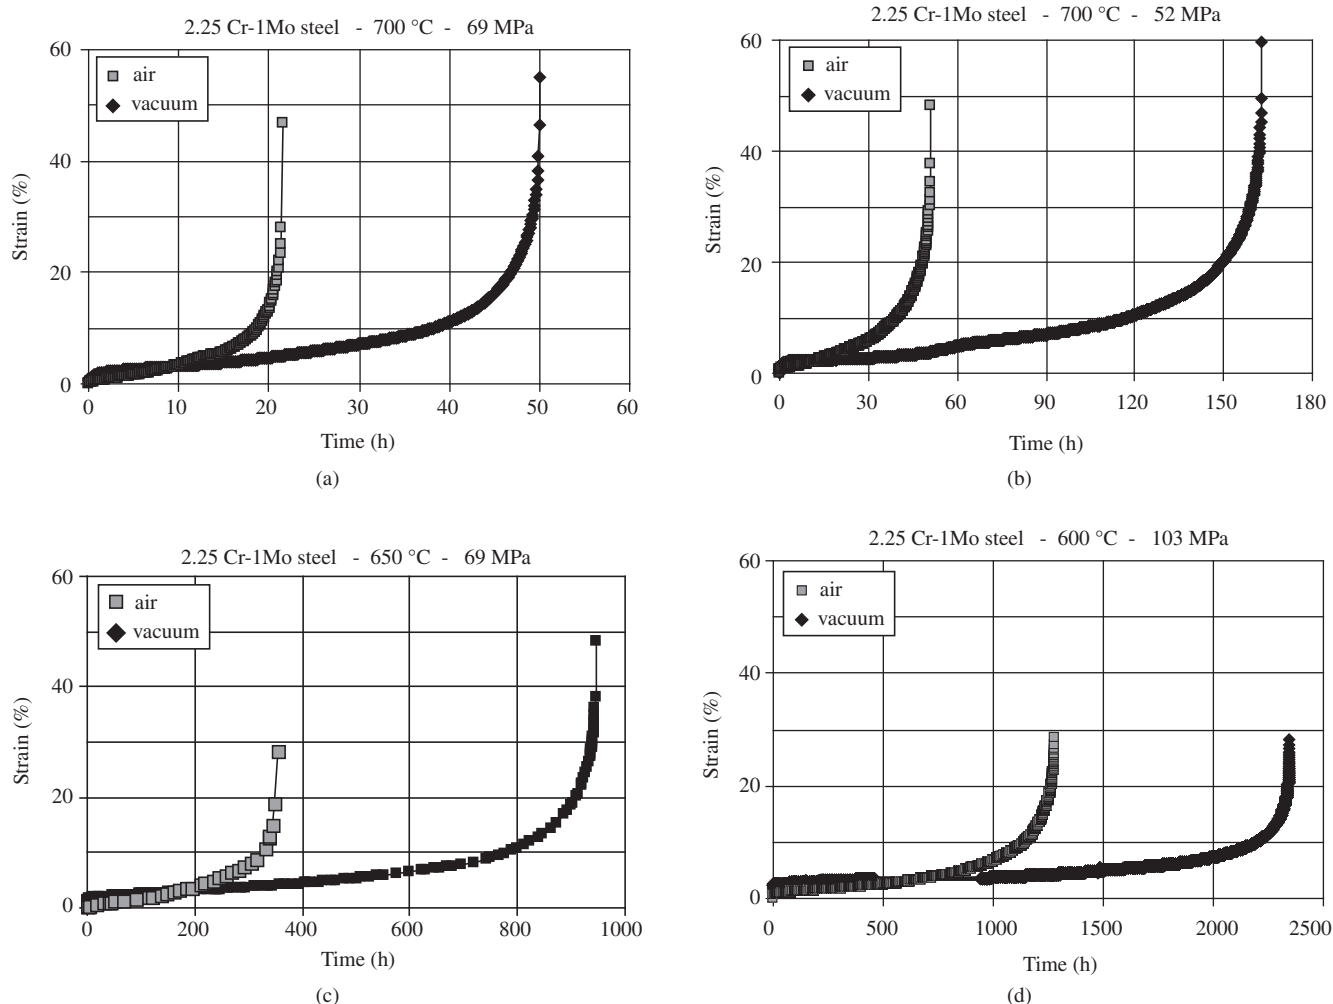 2.25 Cr-1Mo steel - 700 °C - 69 MPa
60
40
20
0
Strain (%)
air
vacuum
0 10 20 30 40 50 60
Time (h)
(a)
2.25 Cr-1Mo steel - 700 °C - 52 MPa
60
40
20
0
Strain (%)
air
vacuum
0 30 60 90 120 150 180
Time (h)
(b)
2.25 Cr-1Mo steel - 650 °C - 69 MPa
60
40
20
0
Strain (%)
air
vacuum
0 200 400 600 800 1000
Time (h)
(c)
2.25 Cr-1Mo steel - 600 °C - 103 MPa
60
40
20
0
Strain (%)
air
vacuum
0 500 1000 1500 2000 2500
Time (h)
(d)